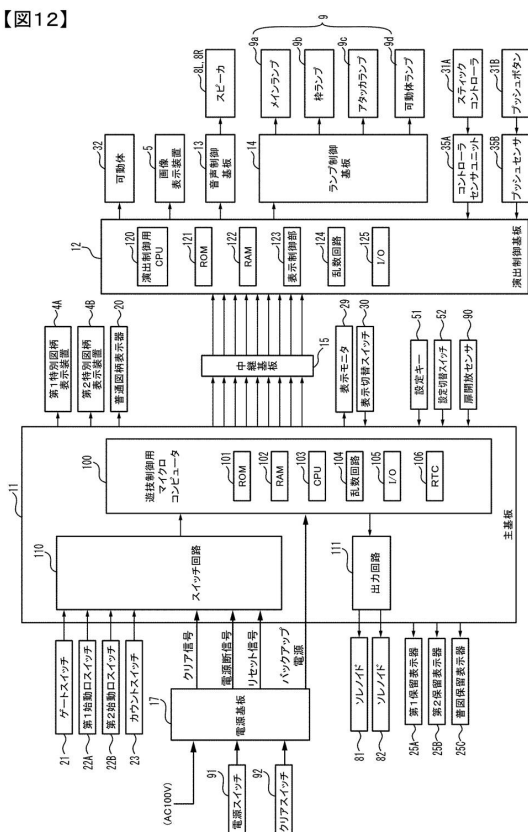 【図12】
32
可動体
5
画像
表示装置
8L, 8R
スピーカ
13
音声制御
基板
9
9a
メインランプ
9b
枠ランプ
9c
アタッカランプ
9d
可動体ランプ
14
ランプ制御
基板
31A
スティック
コントローラ
35A
コントローラ
センサユニット
31B
プッシュボタン
35B
プッシュセンサ
12
120
演出制御用
CPU
121
ROM
122
RAM
123
表示制御部
124
乱数回路
125
I/O
演出制御基板
4A
第1特別図柄
表示装置
4B
第2特別図柄
表示装置
20
普通図柄表示器
15
中継基板
29
表示モニタ
30
表示切替スイッチ
51
設定キー
52
設定切替スイッチ
90
扉開放センサ
11
100
遊技制御用
マイクロ
コンピュータ
101
ROM
102
RAM
103
CPU
104
乱数回路
105
I/O
106
RTC
主基板
110
スイッチ回路
111
出力回路
21
ゲートスイッチ
22A
第1始動口スイッチ
22B
第2始動口スイッチ
23
カウントスイッチ
クリア信号
電源断信号
リセット信号
バックアップ
電源
17
電源基板
(AC100V)
91
電源スイッチ
92
クリアスイッチ
81
ソレノイド
82
ソレノイド
25A
第1保留表示器
25B
第2保留表示器
25C
普図保留表示器